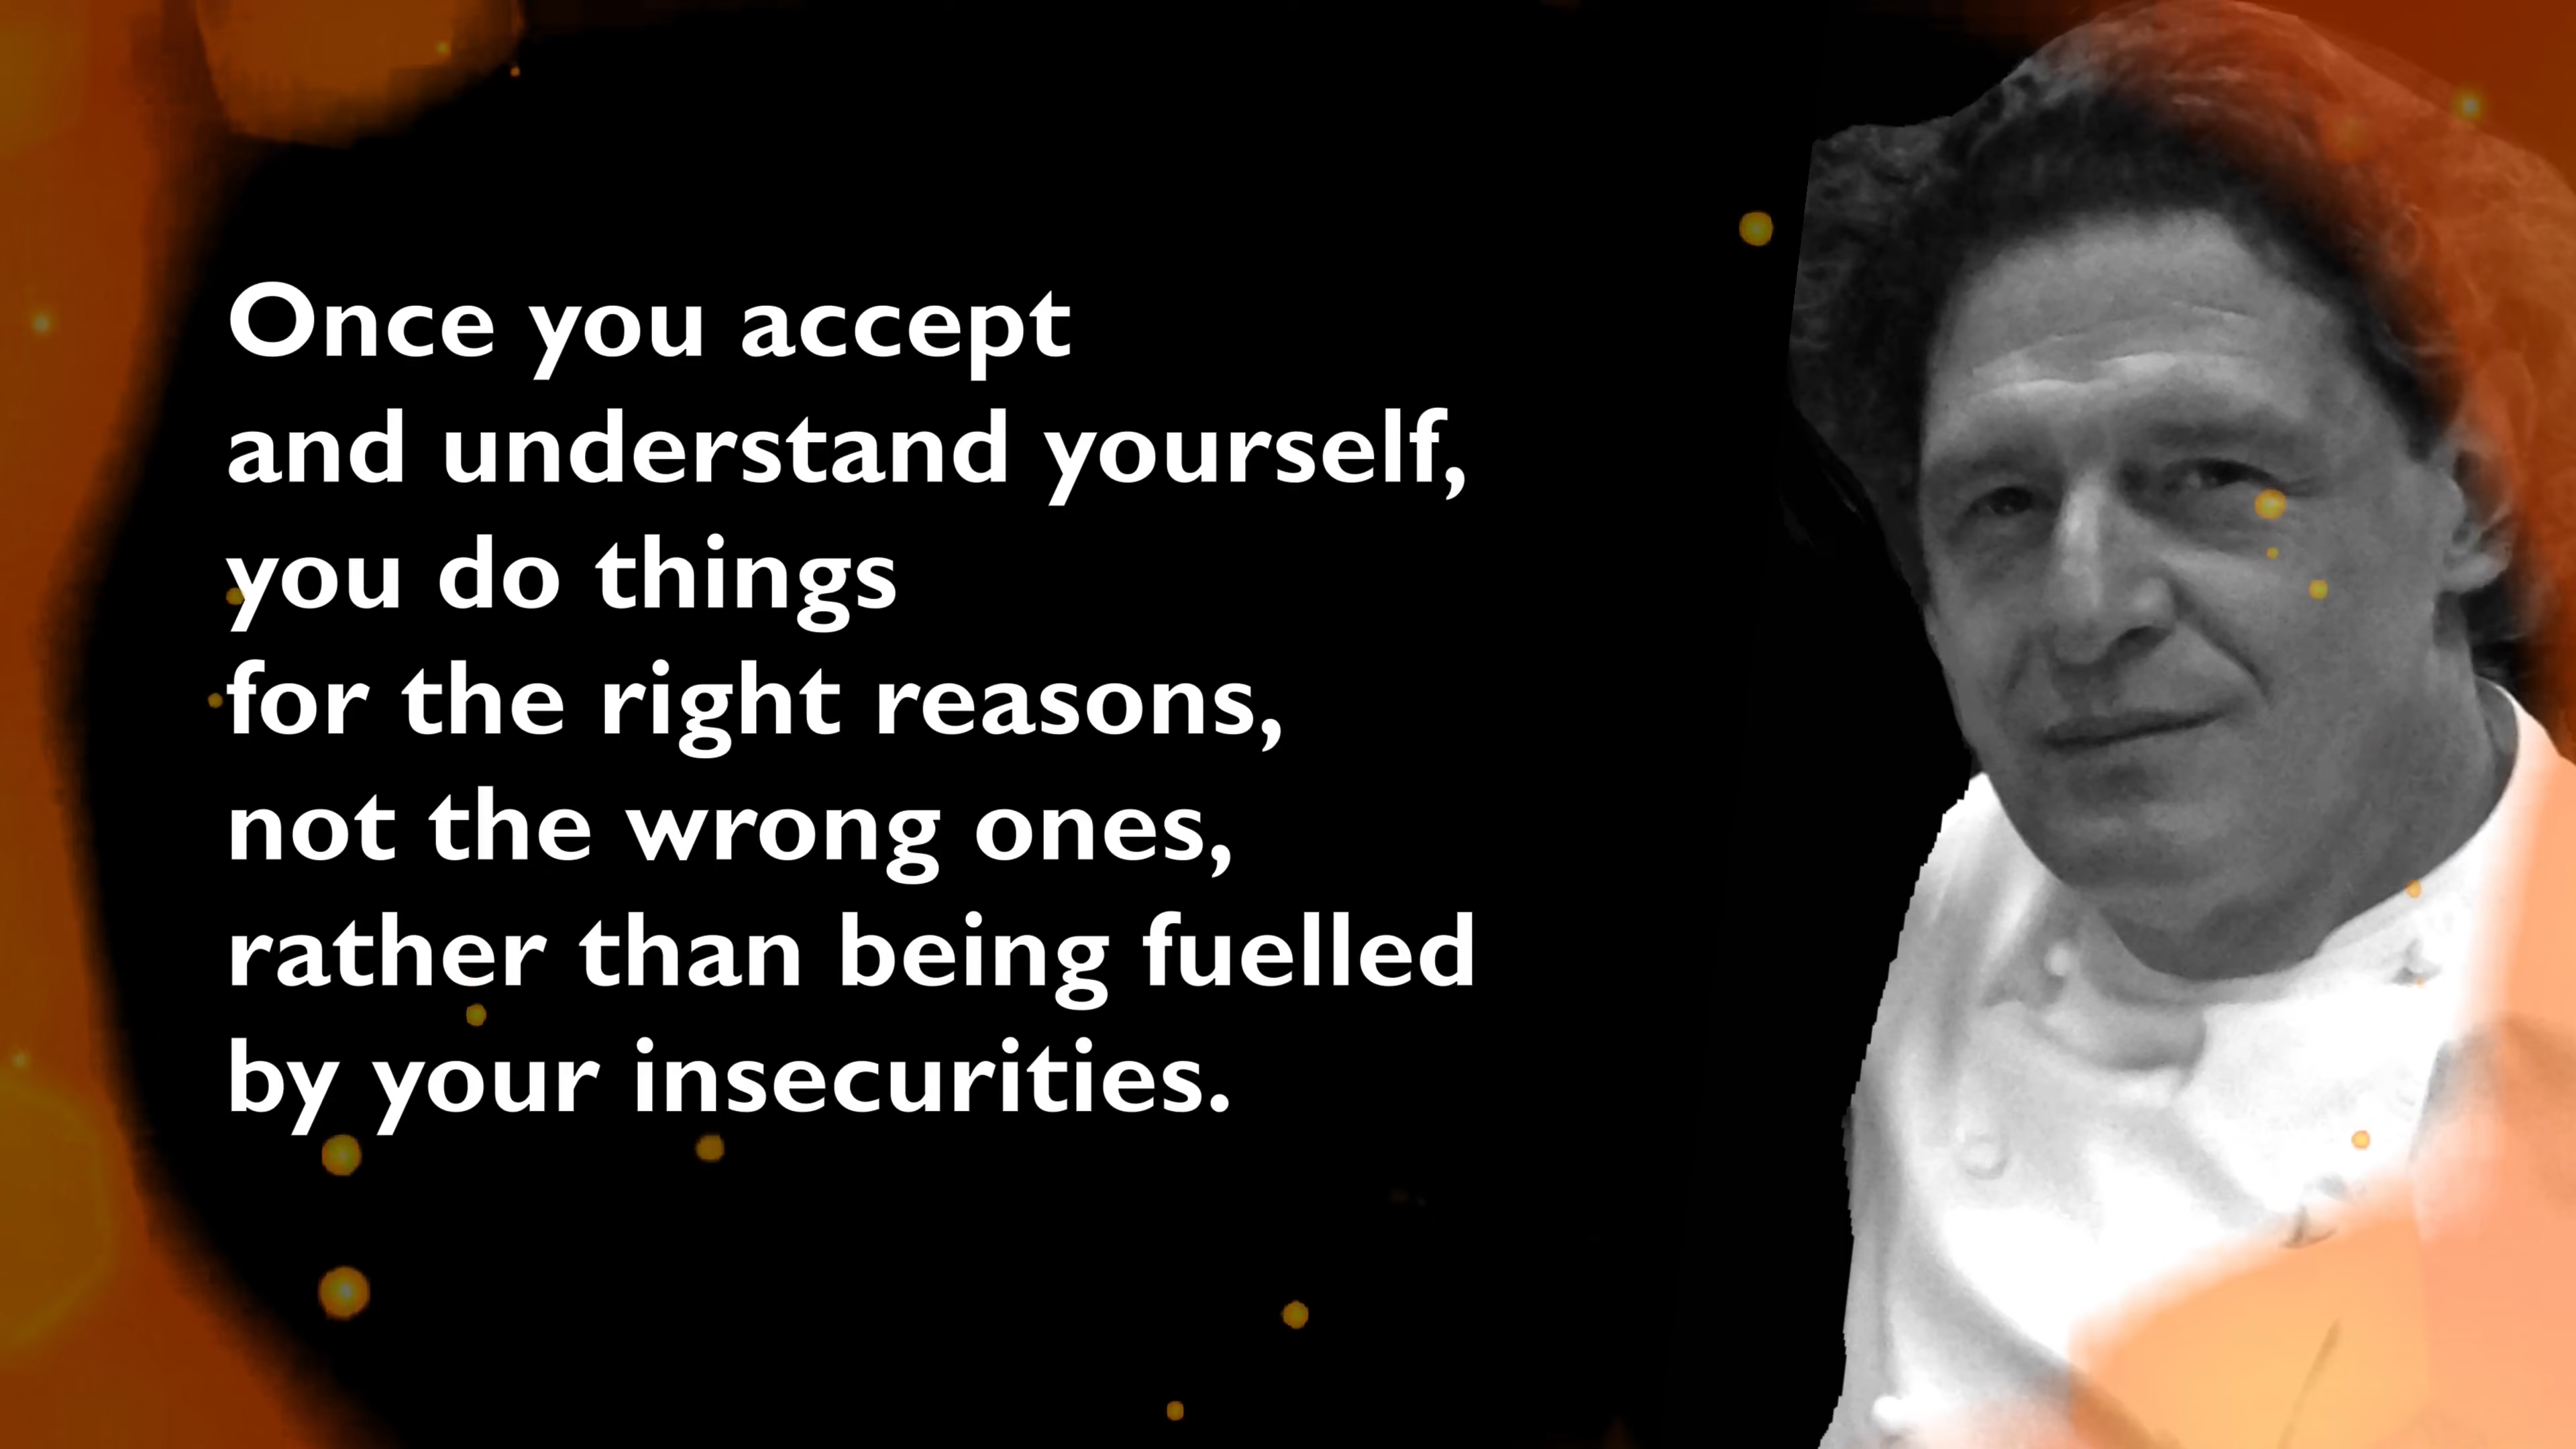 Once you accept
and understand yourself,
you do things
for the right reasons,
not the wrong ones,
rather than being fuelled
by your insecurities.